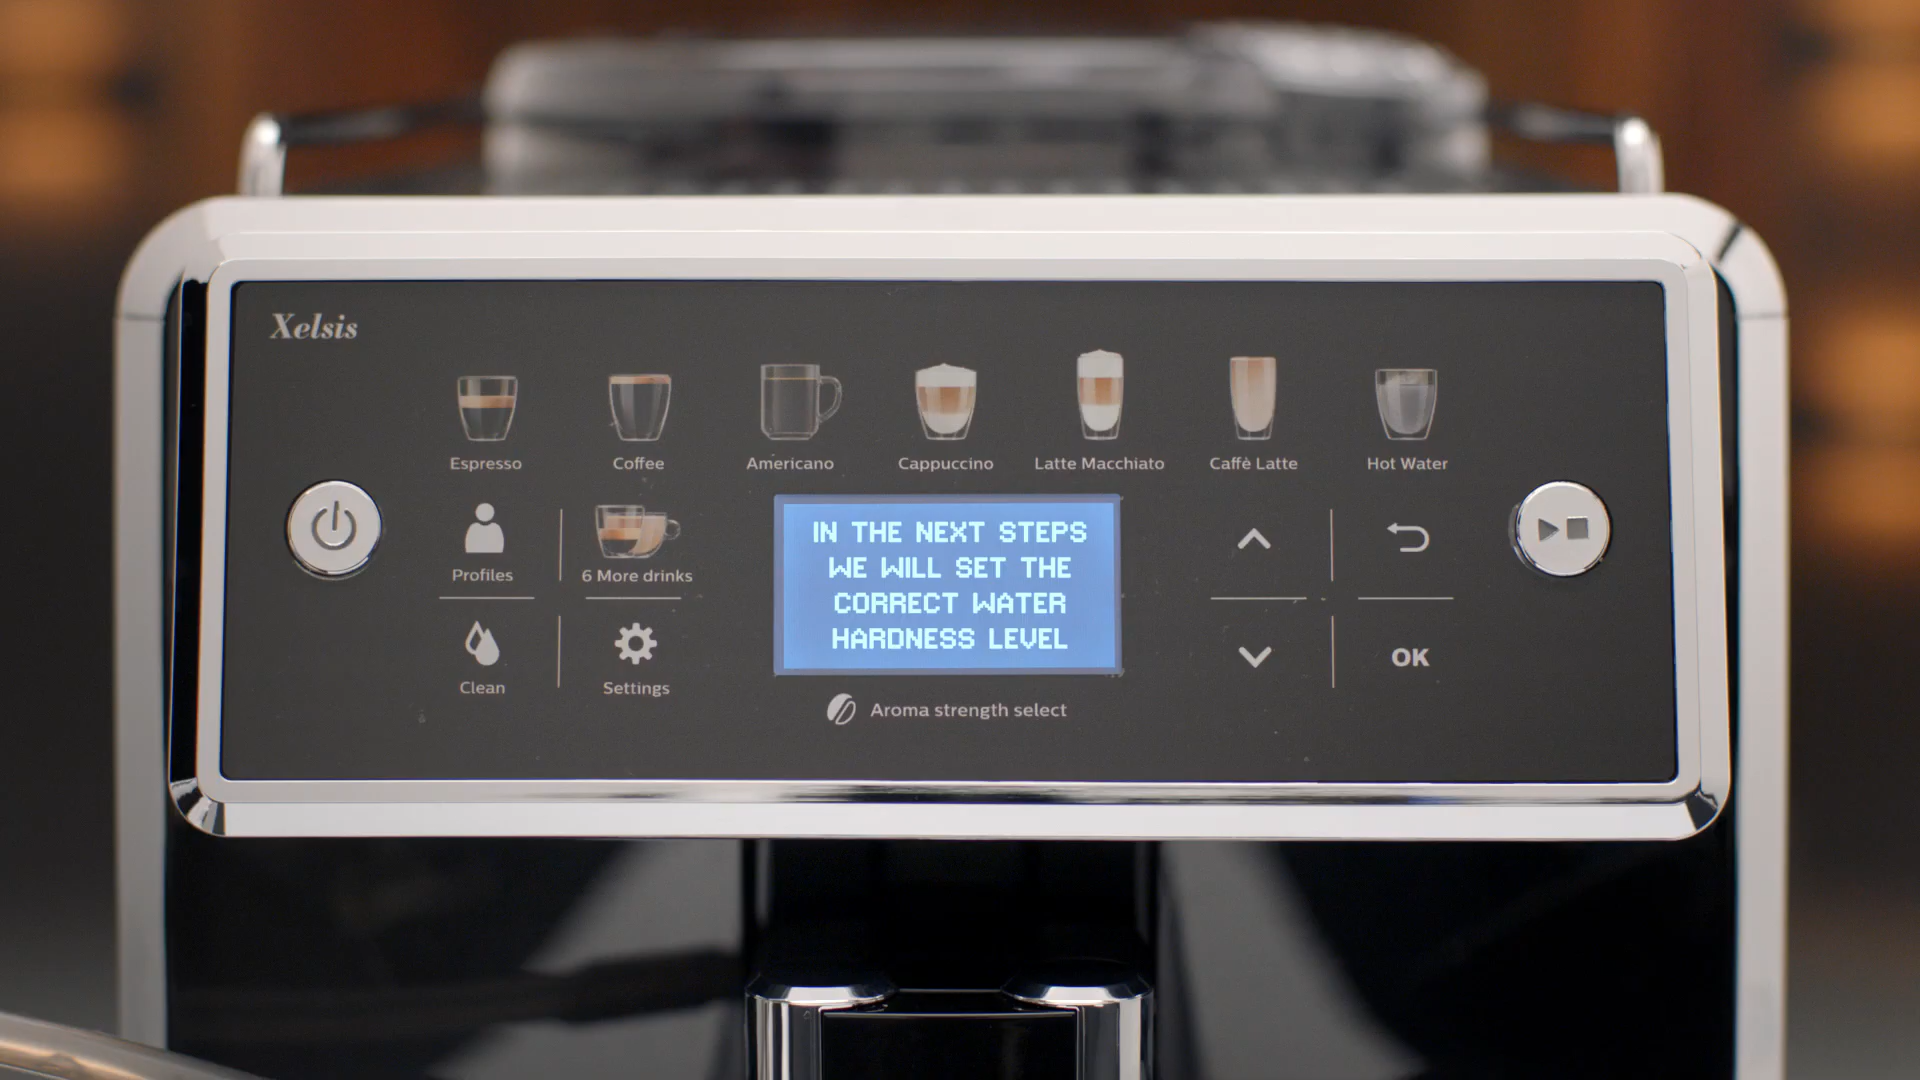 Xelsis
Espresso
Coffee
Americano
Cappuccino
Latte Macchiato
Caffè Latte
Hot Water
Profiles
6 More drinks
Clean
Settings
IN THE NEXT STEPS
WE WILL SET THE
CORRECT WATER
HARDNESS LEVEL
Aroma strength select
OK